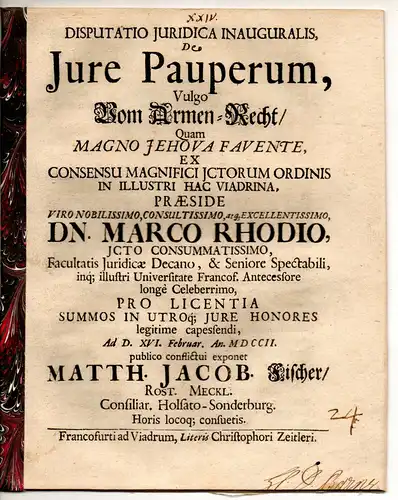 XXIV.
DISPUTATIO JURIDICA INAUGURALIS,
De
Jure Pauperum,
Vulgo
Vom Armen-Recht/
Quam
MAGNO JEHOVA FAVENTE,
EX
CONSENSU MAGNIFICI JCTORUM ORDINIS
IN ILLUSTRI HAC VIADRINA,
PRÆSIDE
VIRO NOBILISSIMO, CONSULTISSIMO, atq; EXCELLENTISSIMO,
DN. MARCO RHODIO,
JCTO CONSUMMATISSIMO,
Facultatis Juridicæ Decano, & Seniore Spectabili,
inq; illustri Universitate Francof. Antecessore
longè Celeberrimo,
PRO LICENTIA
SUMMOS IN UTROQ; JURE HONORES
legitime capessendi,
Ad D. XVI. Februar. An. MDCCII.
publico conflictui exponet
MATTH. JACOB. Fischer/
ROST. MECKL.
Consiliar. Holsato-Sonderburg.
Horis locoq; consuetis.
24.
Francofurti ad Viadrum, Literis Christophori Zeitleri.